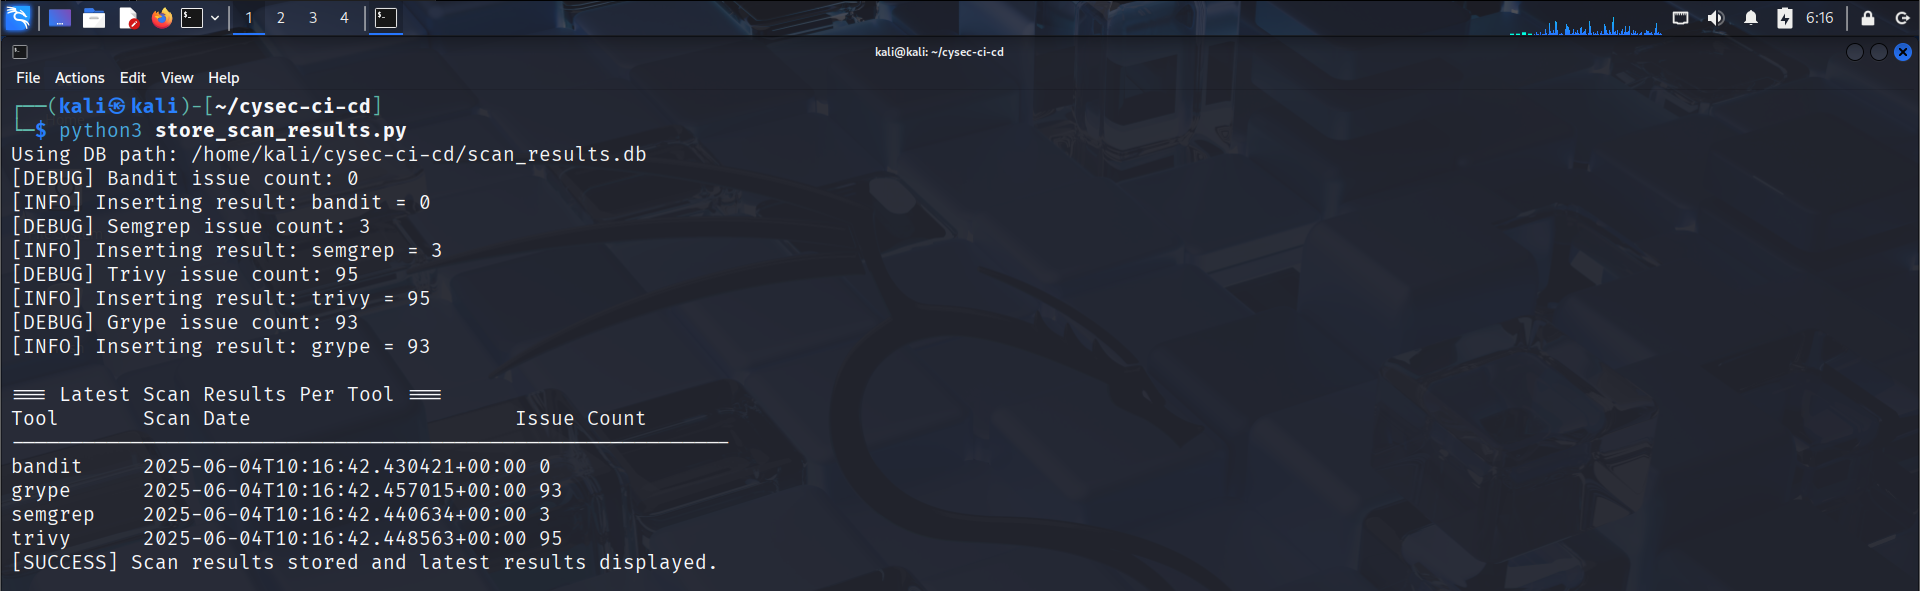 1 2 3 4
6:16
kali@kali: ~/cysec-ci-cd
File Actions Edit View Help
┌──(kali㉿kali)-[~/cysec-ci-cd]
└─$ python3 store_scan_results.py
Using DB path: /home/kali/cysec-ci-cd/scan_results.db
[DEBUG] Bandit issue count: 0
[INFO] Inserting result: bandit = 0
[DEBUG] Semgrep issue count: 3
[INFO] Inserting result: semgrep = 3
[DEBUG] Trivy issue count: 95
[INFO] Inserting result: trivy = 95
[DEBUG] Grype issue count: 93
[INFO] Inserting result: grype = 93
=== Latest Scan Results Per Tool ===
Tool Scan Date Issue Count
------------------------------------------------------------
bandit 2025-06-04T10:16:42.430421+00:00 0
grype 2025-06-04T10:16:42.457015+00:00 93
semgrep 2025-06-04T10:16:42.440634+00:00 3
trivy 2025-06-04T10:16:42.448563+00:00 95
[SUCCESS] Scan results stored and latest results displayed.